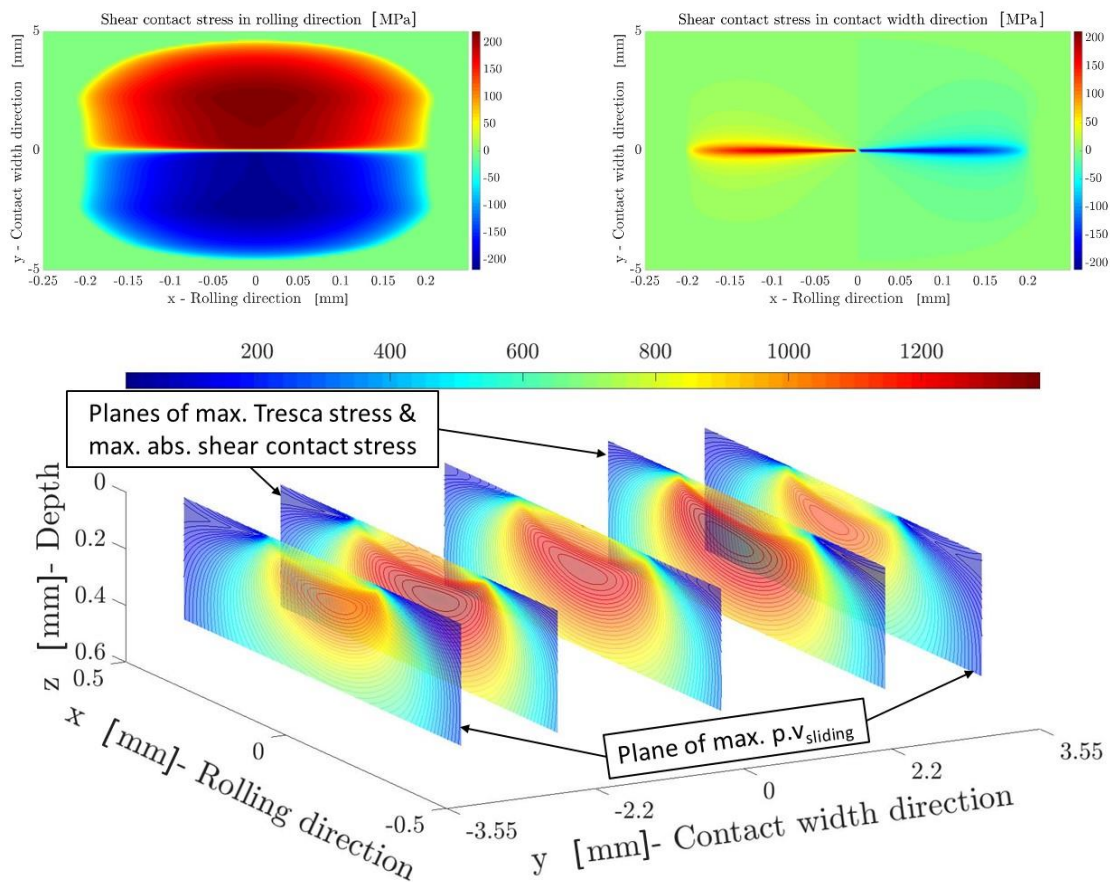 Shear contact stress in rolling direction [MPa]
5
0
-5
y - Contact width direction [mm]
-0.25 -0.2 -0.15 -0.1 -0.05 0 0.05 0.1 0.15 0.2
x - Rolling direction [mm]
200
150
100
50
0
-50
-100
-150
-200
Shear contact stress in contact width direction [MPa]
5
0
-5
y - Contact width direction [mm]
-0.25 -0.2 -0.15 -0.1 -0.05 0 0.05 0.1 0.15 0.2
x - Rolling direction [mm]
200
150
100
50
0
-50
-100
-150
-200
200 400 600 800 1000 1200
Planes of max. Tresca stress &
max. abs. shear contact stress
0
0.2
0.4
0.6
z [mm]- Depth
0.5
0
-0.5
x [mm]- Rolling direction
Plane of max. p.vsliding
-3.55
-2.2
0
2.2
3.55
y [mm]- Contact width direction